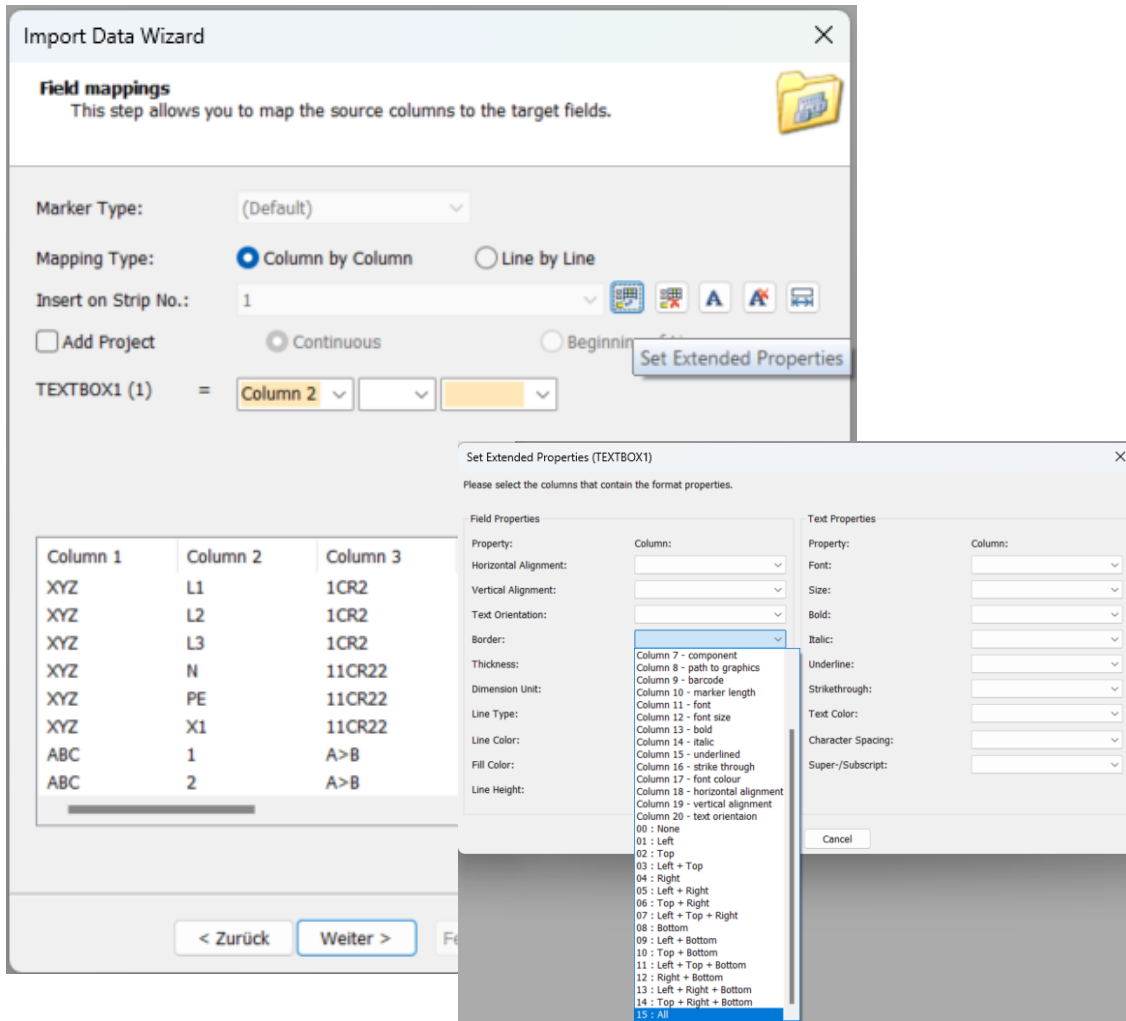 Import Data Wizard
Field mappings
This step allows you to map the source columns to the target fields.
Marker Type: (Default)
Mapping Type: Column by Column Line by Line
Insert on Strip No.: 1
Add Project Continuous Beginnin
Set Extended Properties
TEXTBOX1 (1) = Column 2
Column 1 Column 2 Column 3
XYZ L1 1CR2
XYZ L2 1CR2
XYZ L3 1CR2
XYZ N 11CR22
XYZ PE 11CR22
XYZ X1 11CR22
ABC 1 A>B
ABC 2 A>B
< Zurück Weiter > Fe
Set Extended Properties (TEXTBOX1)
Please select the columns that contain the format properties.
Field Properties
Property: Column:
Horizontal Alignment:
Vertical Alignment:
Text Orientation:
Border:
Thickness:
Dimension Unit:
Line Type:
Line Color:
Fill Color:
Line Height:
Column 7 - component
Column 8 - path to graphics
Column 9 - barcode
Column 10 - marker length
Column 11 - font
Column 12 - font size
Column 13 - bold
Column 14 - italic
Column 15 - underlined
Column 16 - strike through
Column 17 - font colour
Column 18 - horizontal alignment
Column 19 - vertical alignment
Column 20 - text orientaion
00 : None
01 : Left
02 : Top
03 : Left + Top
04 : Right
05 : Left + Right
06 : Top + Right
07 : Left + Top + Right
08 : Bottom
09 : Left + Bottom
10 : Top + Bottom
11 : Left + Top + Bottom
12 : Right + Bottom
13 : Left + Right + Bottom
14 : Top + Right + Bottom
15 : All
Text Properties
Property: Column:
Font:
Size:
Bold:
Italic:
Underline:
Strikethrough:
Text Color:
Character Spacing:
Super-/Subscript:
Cancel